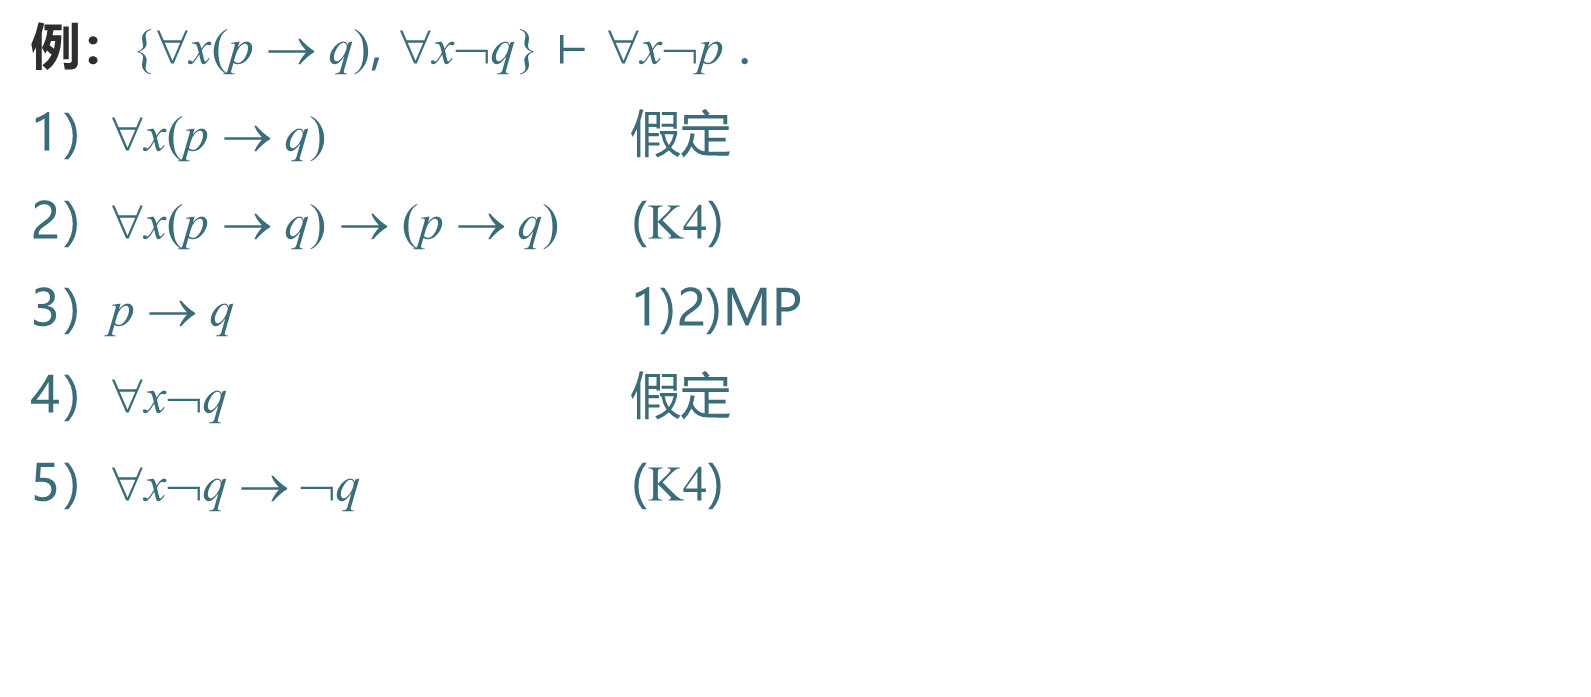 例：{∀x(p → q), ∀x¬q} ⊢ ∀x¬p .
1) ∀x(p → q) 假定
2) ∀x(p → q) → (p → q) (K4)
3) p → q 1)2)MP
4) ∀x¬q 假定
5) ∀x¬q → ¬q (K4)